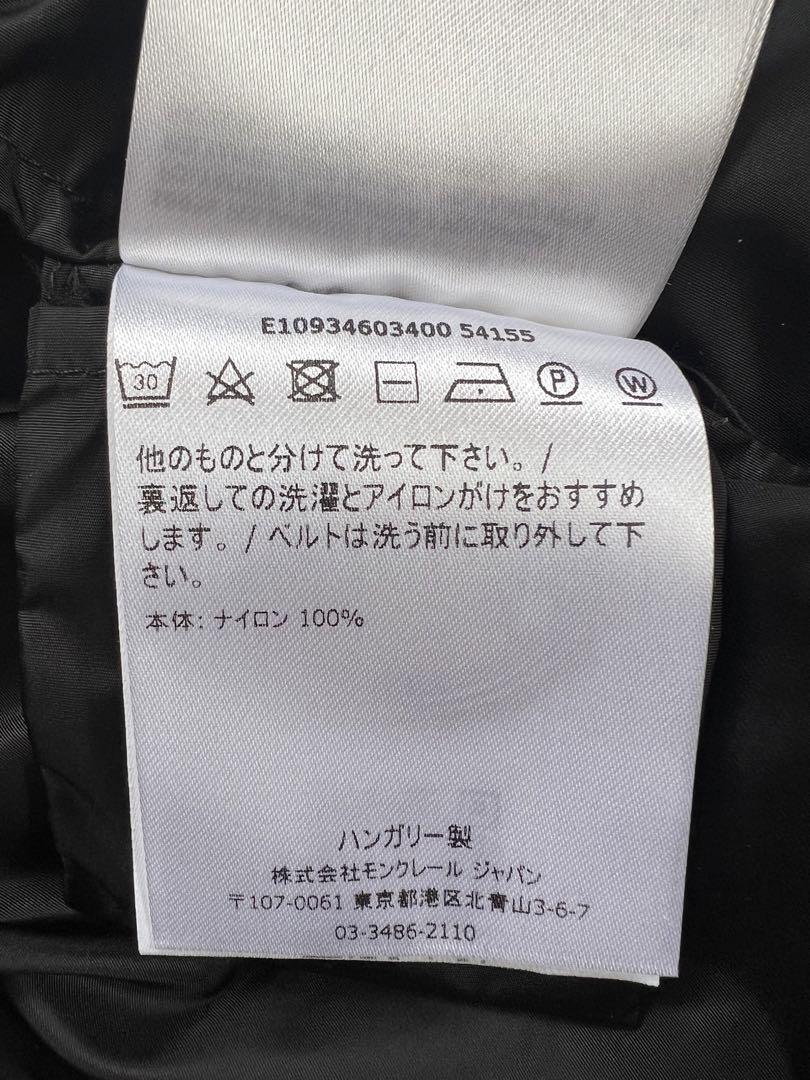 E10934603400 54155
30 P W
他のものと分けて洗って下さい。/
裏返しての洗濯とアイロンがけをおすすめ
します。/ ベルトは洗う前に取り外して下
さい。
本体: ナイロン 100%
ハンガリー製
株式会社モンクレール ジャパン
〒107-0061 東京都港区北青山3-6-7
03-3486-2110